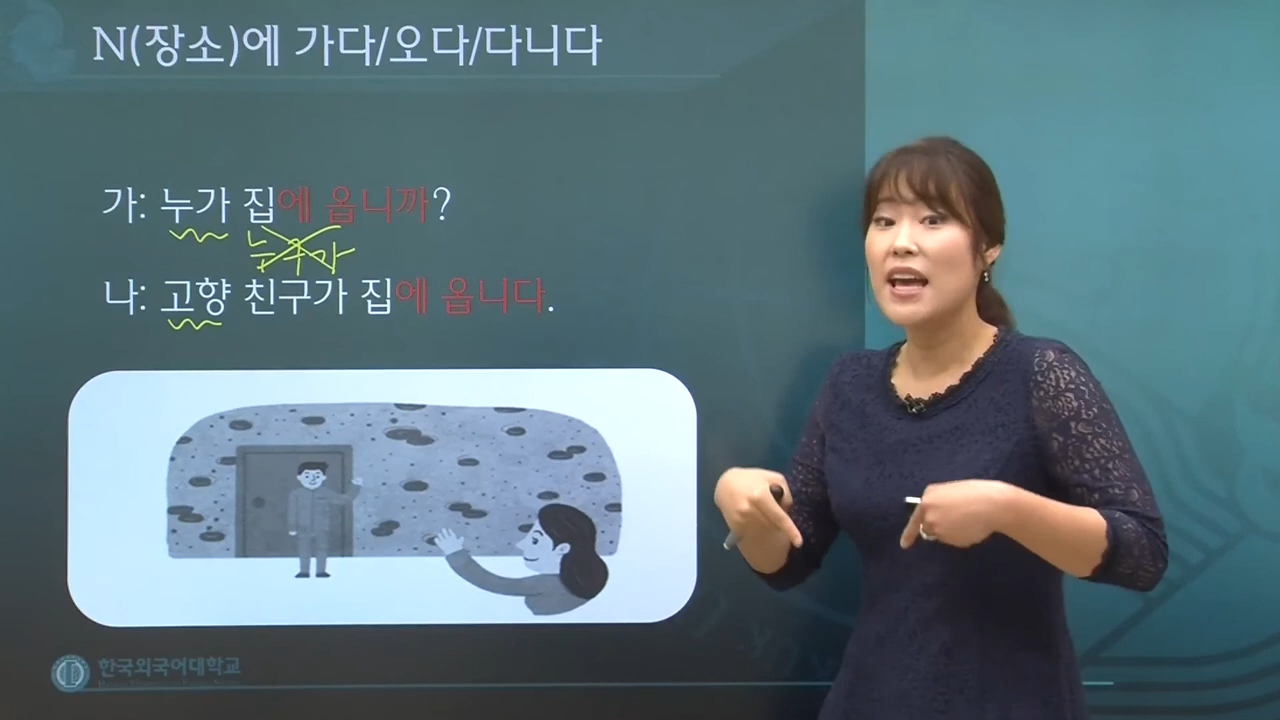 N(장소)에 가다/오다/다니다
가: 누가 집에 옵니까?
누구가
나: 고향 친구가 집에 옵니다.
한국외국어대학교